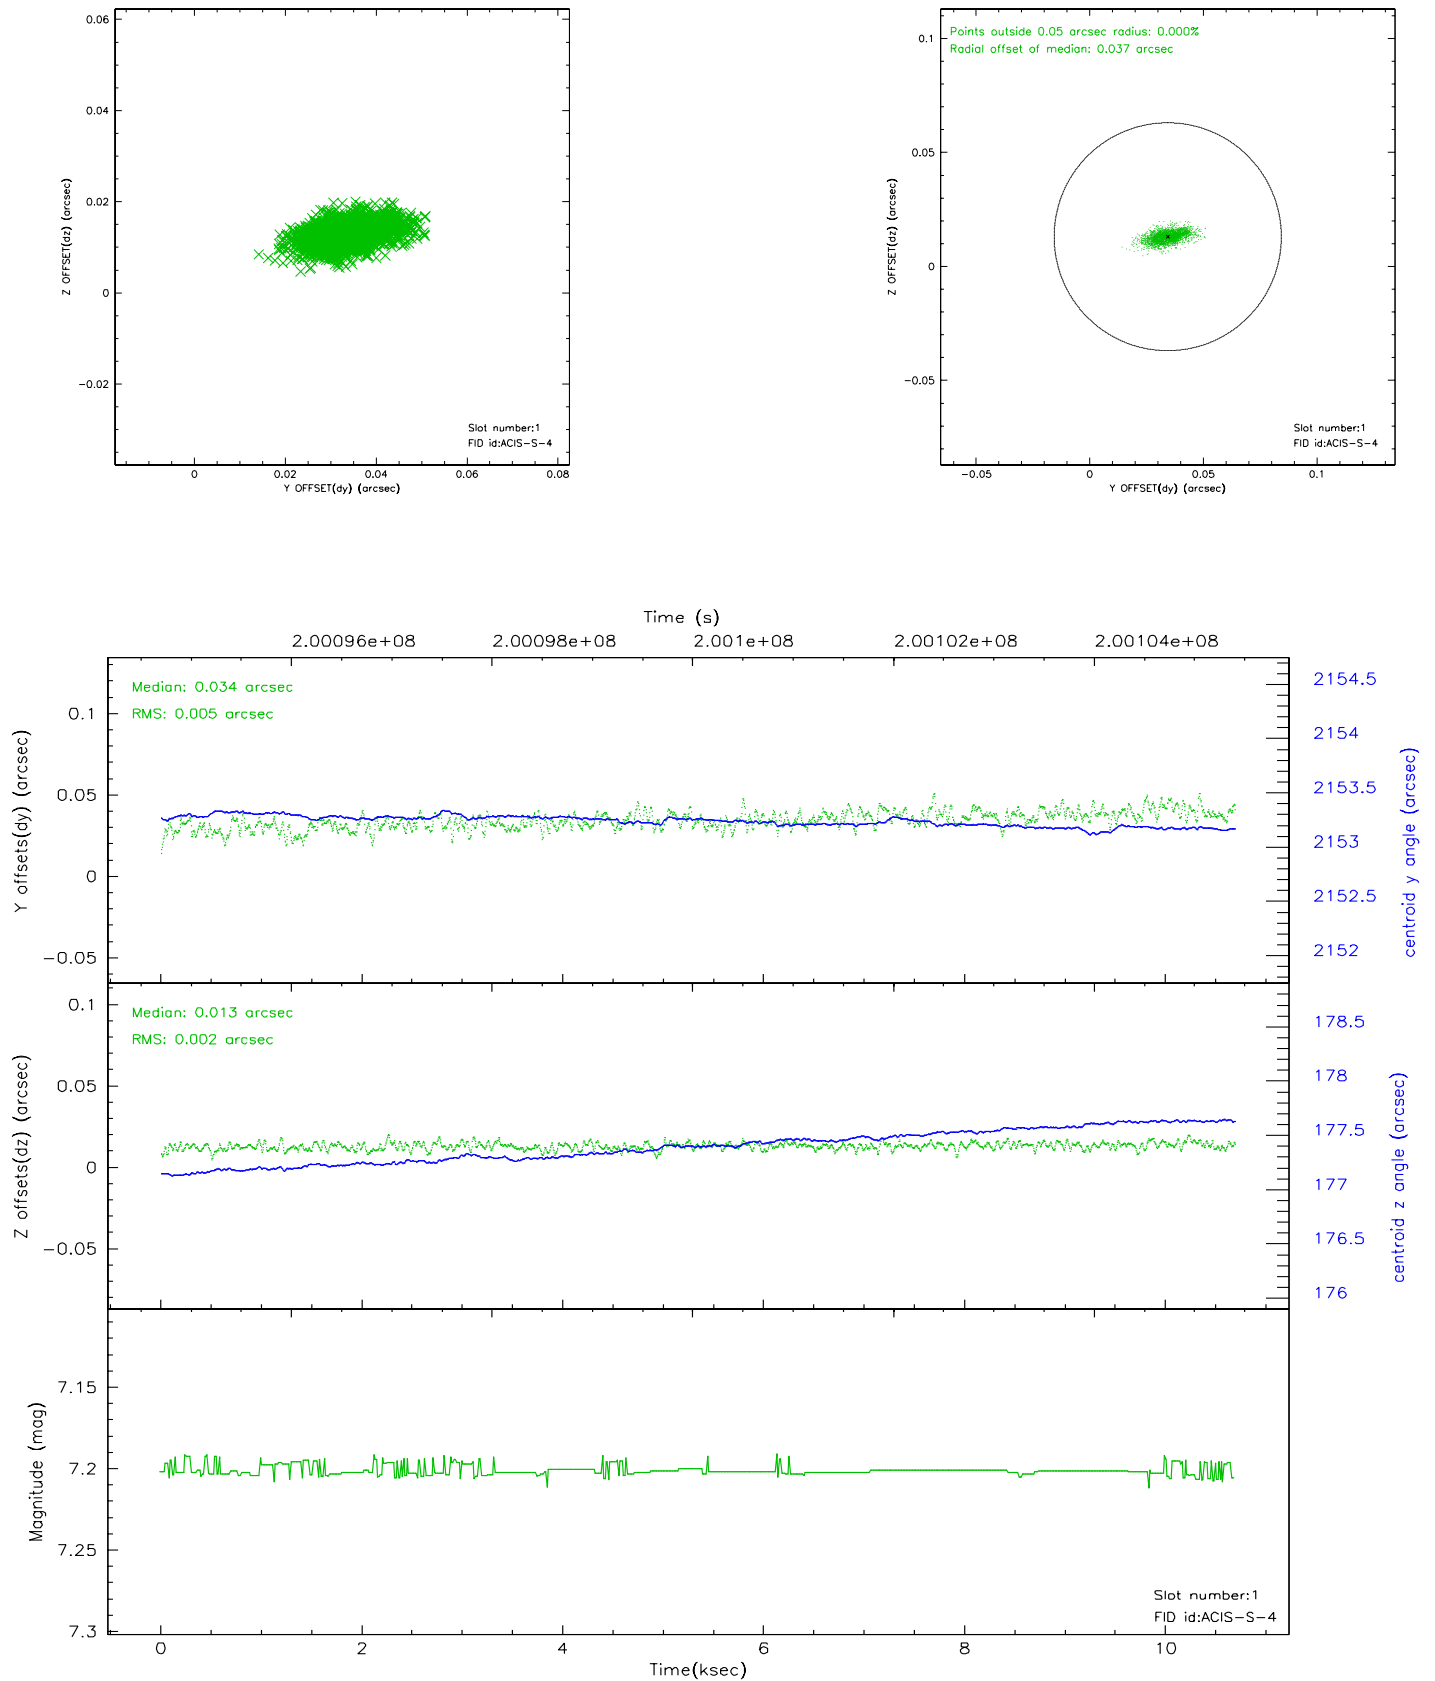 0.06
0.04
0.02
0
−0.02
Z OFFSET(dz) (arcsec)
Slot number:1
FID id:ACIS−S−4
0 0.02 0.04 0.06 0.08
Y OFFSET(dy) (arcsec)
Points outside 0.05 arcsec radius: 0.000%
Radial offset of median: 0.037 arcsec
0.1
0.05
0
−0.05
Z OFFSET(dz) (arcsec)
Slot number:1
FID id:ACIS−S−4
−0.05 0 0.05 0.1
Y OFFSET(dy) (arcsec)
Time (s)
2.00096e+08 2.00098e+08 2.001e+08 2.00102e+08 2.00104e+08
Median: 0.034 arcsec
RMS: 0.005 arcsec
0.1
0.05
0
−0.05
Y offsets(dy) (arcsec)
2154.5
2154
2153.5
2153
2152.5
2152
centroid y angle (arcsec)
Median: 0.013 arcsec
RMS: 0.002 arcsec
0.1
0.05
0
−0.05
Z offsets(dz) (arcsec)
178.5
178
177.5
177
176.5
176
centroid z angle (arcsec)
7.15
7.2
7.25
7.3
Magnitude (mag)
Slot number:1
FID id:ACIS−S−4
0 2 4 6 8 10
Time(ksec)